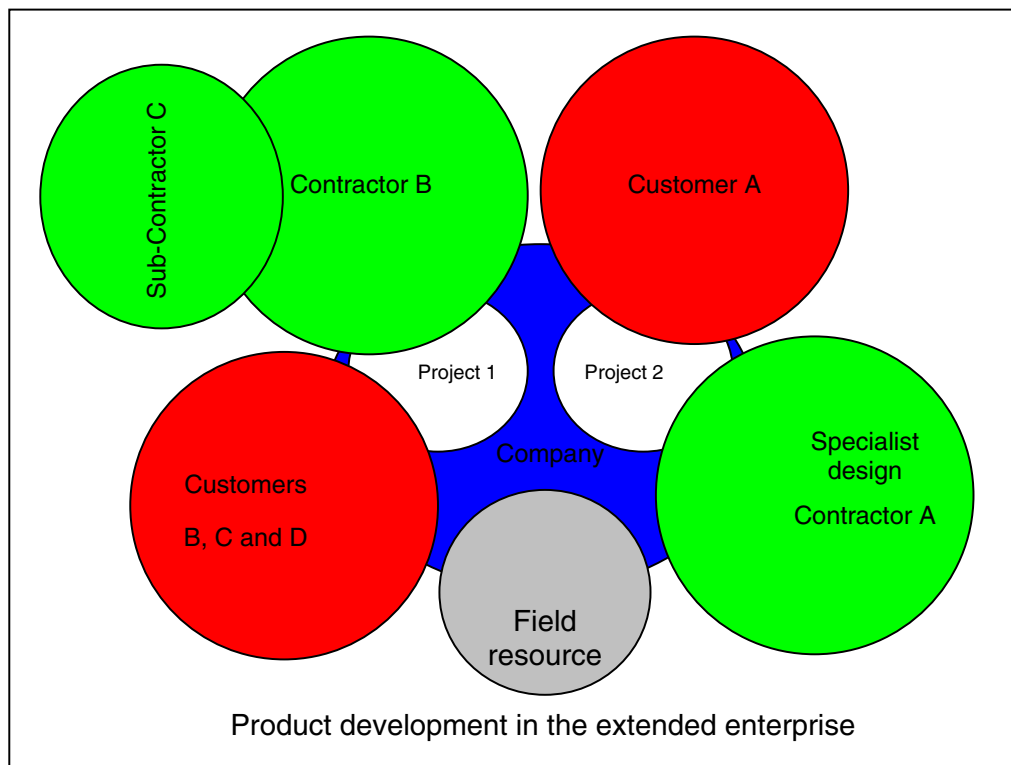 Sub-Contractor C
Contractor B
Customer A
Project 1
Project 2
Company
Specialist
design
Contractor A
Customers
B, C and D
Field
resource
Product development in the extended enterprise